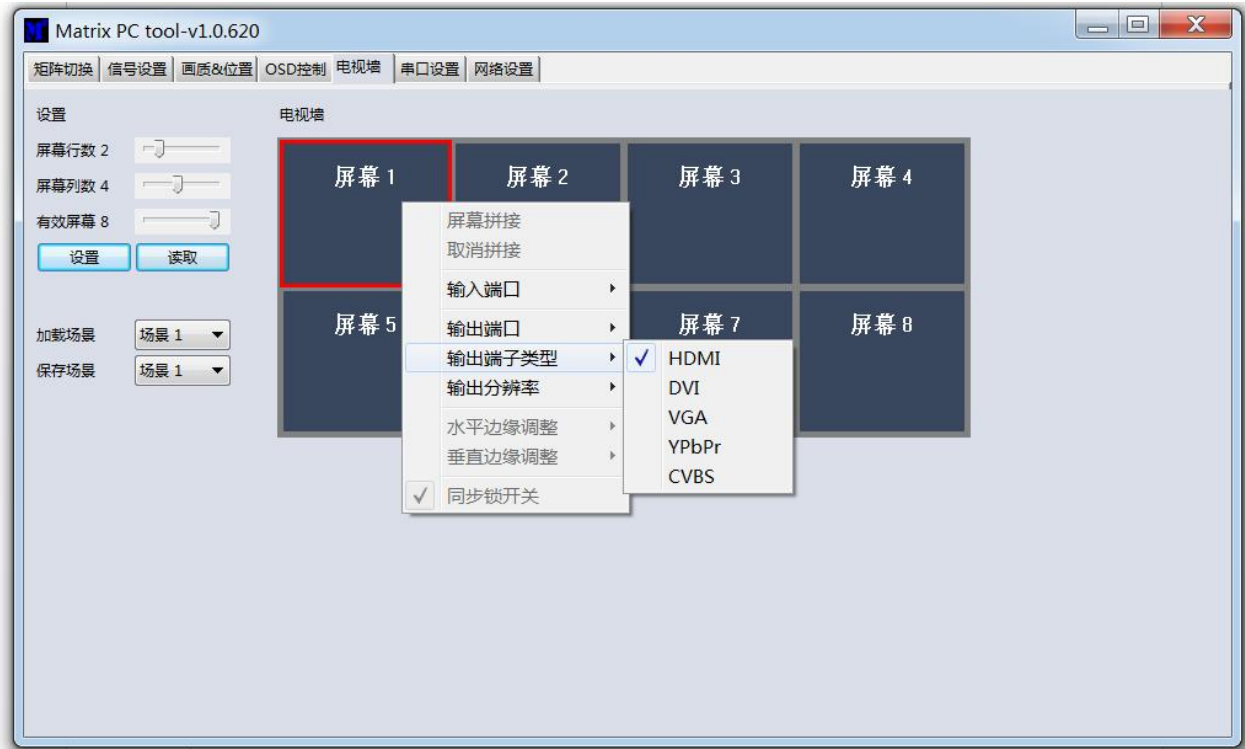 Matrix PC tool-v1.0.620
矩阵切换 信号设置 画质&位置 OSD控制 电视墙 串口设置 网络设置
设置
电视墙
屏幕行数 2
屏幕列数 4
有效屏幕 8
设置 读取
加载场景 场景 1
保存场景 场景 1
屏幕 1 屏幕 2 屏幕 3 屏幕 4
屏幕 5 屏幕 7 屏幕 8
屏幕拼接
取消拼接
输入端口
输出端口
输出端子类型
输出分辨率
水平边缘调整
垂直边缘调整
同步锁开关
HDMI
DVI
VGA
YPbPr
CVBS